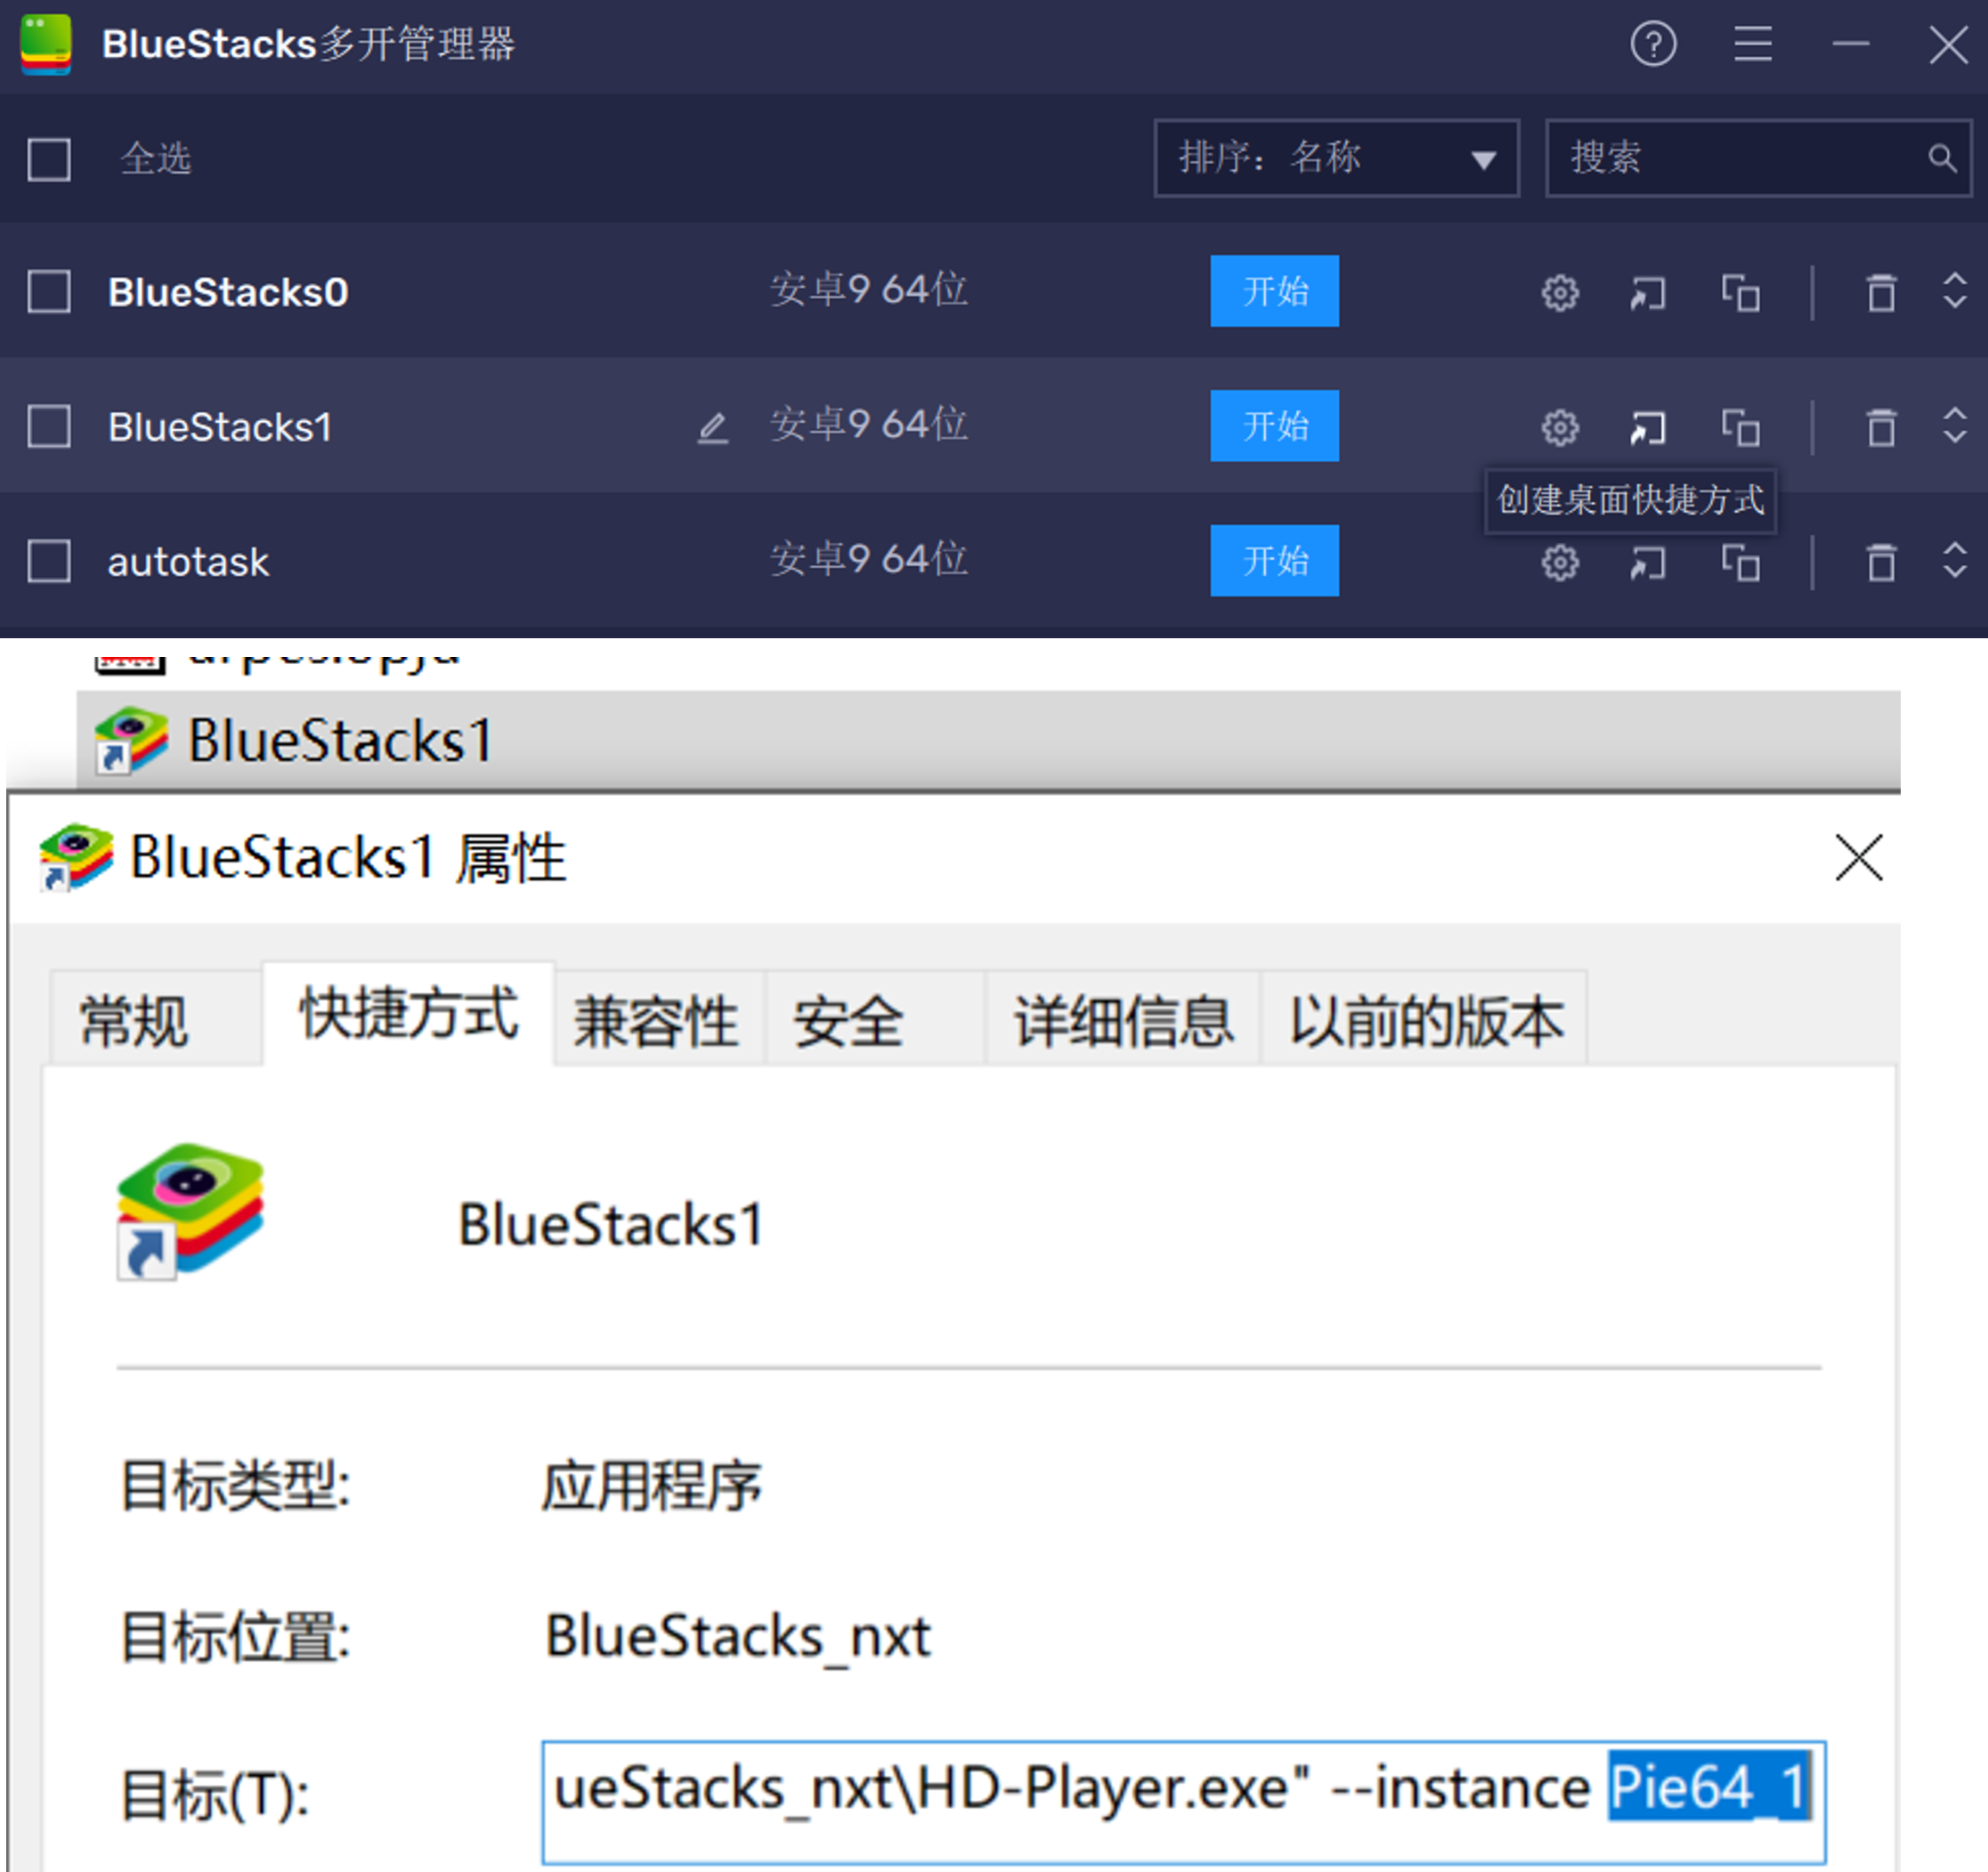 BlueStacks多开管理器
全选 排序：名称 搜索
BlueStacks0 安卓9 64位 开始
BlueStacks1 安卓9 64位 开始
创建桌面快捷方式
autotask 安卓9 64位 开始
BlueStacks1
BlueStacks1 属性
常规 快捷方式 兼容性 安全 详细信息 以前的版本
BlueStacks1
目标类型: 应用程序
目标位置: BlueStacks_nxt
目标(T): ueStacks_nxt\HD-Player.exe" --instance Pie64_1